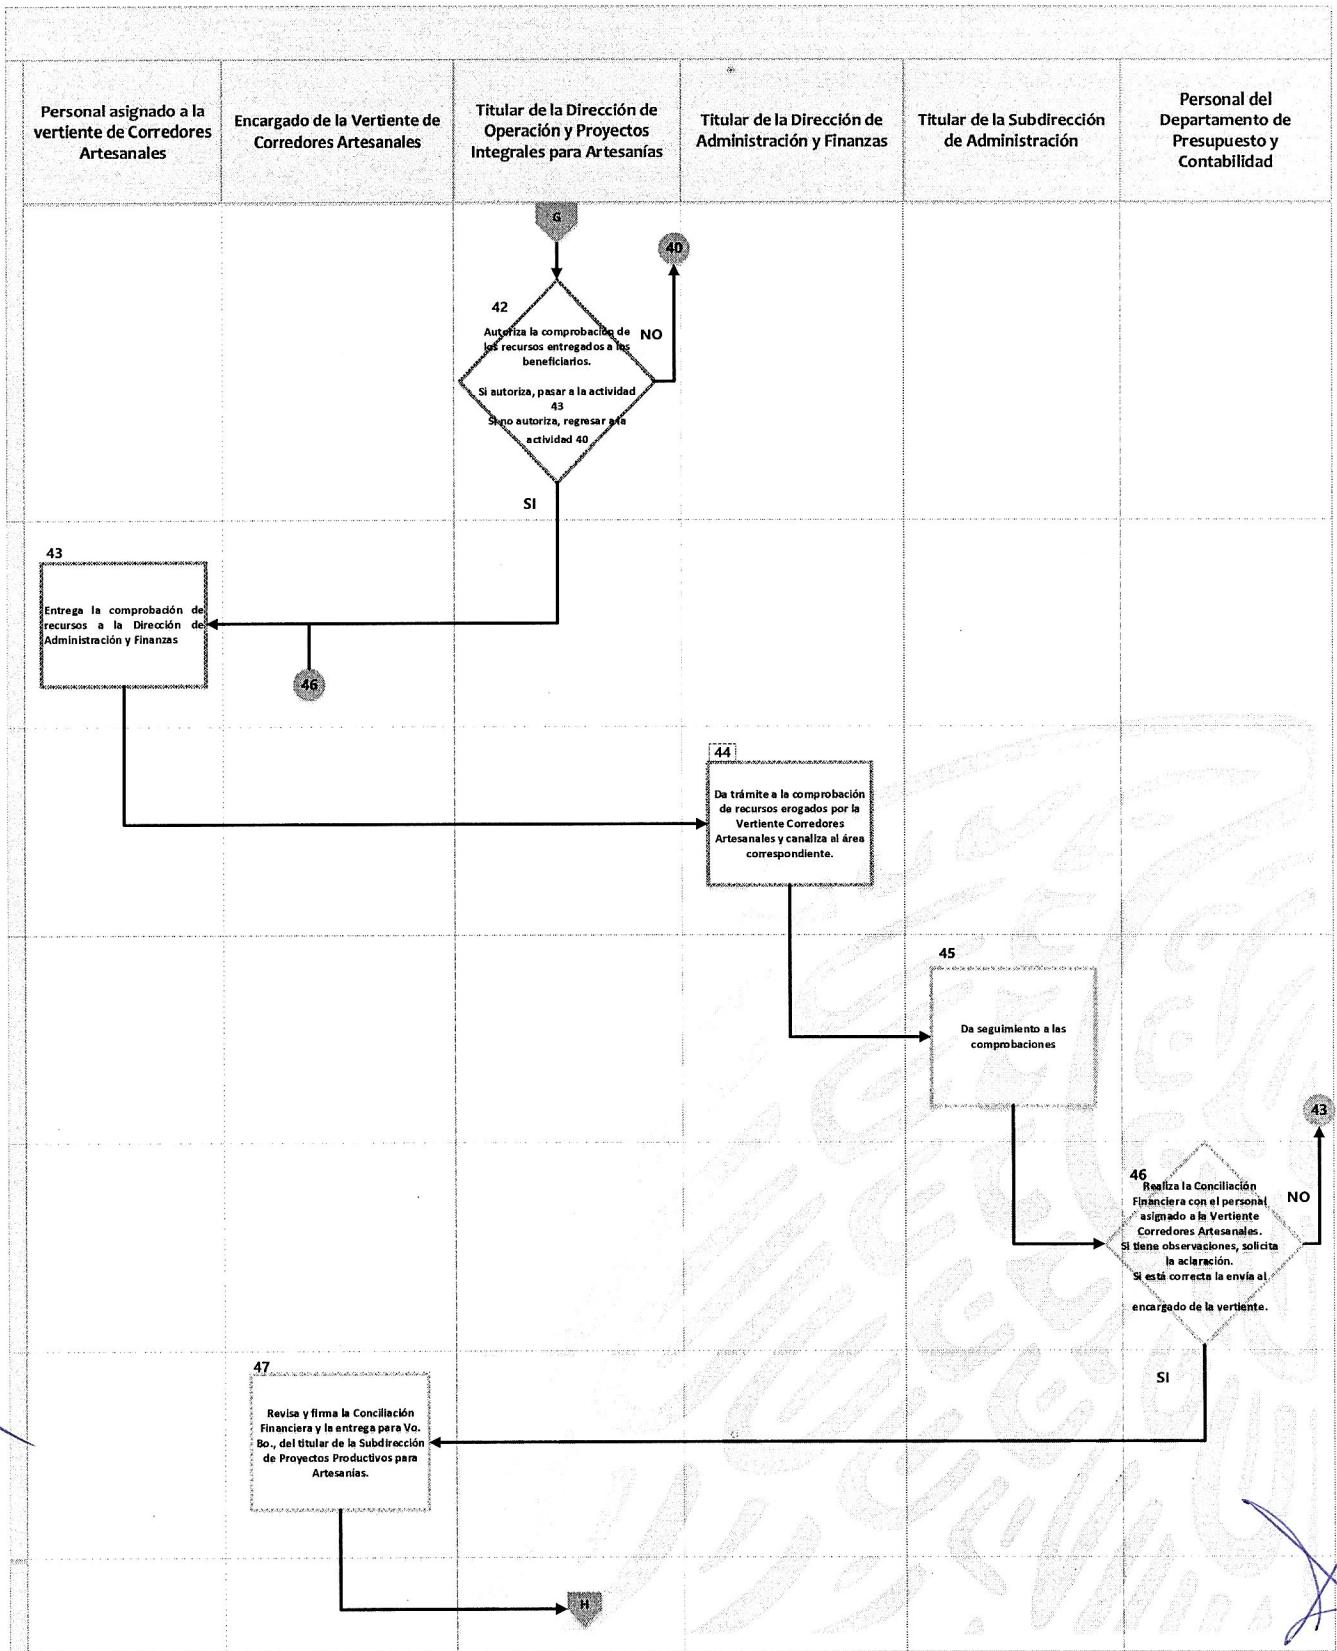 Personal asignado a la
vertiente de Corredores
Artesanales
Encargado de la Vertiente de
Corredores Artesanales
Titular de la Dirección de
Operación y Proyectos
Integrales para Artesanías
Titular de la Dirección de
Administración y Finanzas
Titular de la Subdirección
de Administración
Personal del
Departamento de
Presupuesto y
Contabilidad
G
40
42
Autoriza la comprobación de
los recursos entregados a los
beneficiarios.
NO
Si autoriza, pasar a la actividad
43
Si no autoriza, regresar a la
actividad 40
SI
43
Entrega la comprobación de
recursos a la Dirección de
Administración y Finanzas
46
44
Da trámite a la comprobación
de recursos erogados por la
Vertiente Corredores
Artesanales y canaliza al área
correspondiente.
45
Da seguimiento a las
comprobaciones
43
46
Realiza la Conciliación
Financiera con el personal
asignado a la Vertiente
Corredores Artesanales.
Si tiene observaciones, solicita
la aclaración.
Si está correcta la envía al
encargado de la vertiente.
NO
SI
47
Revisa y firma la Conciliación
Financiera y la entrega para Vo.
Bo., del titular de la Subdirección
de Proyectos Productivos para
Artesanías.
H